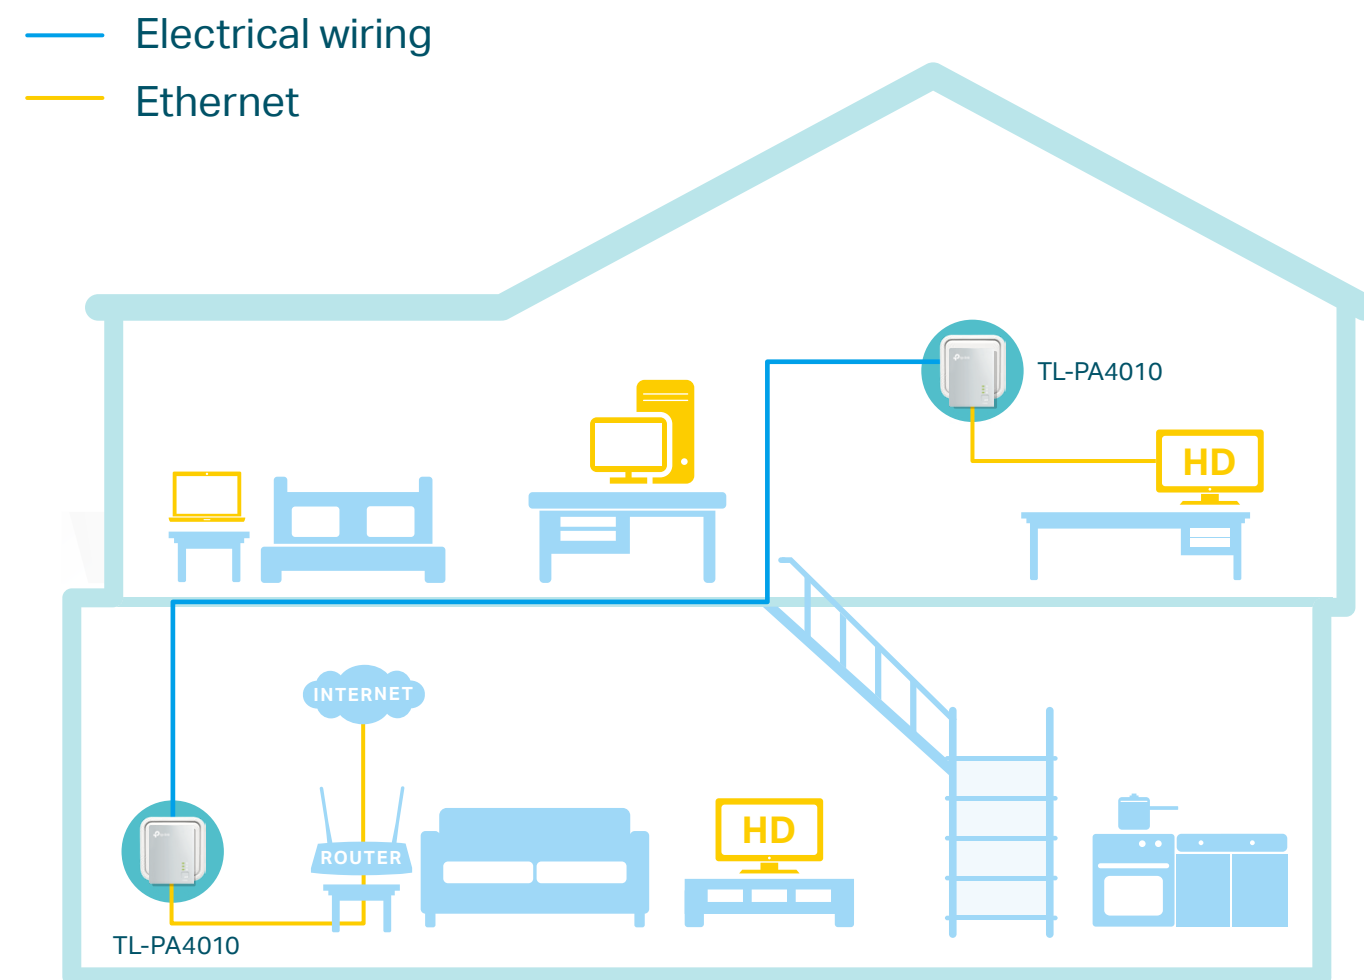 Electrical wiring
Ethernet
TL-PA4010
HD
INTERNET
HD
ROUTER
TL-PA4010